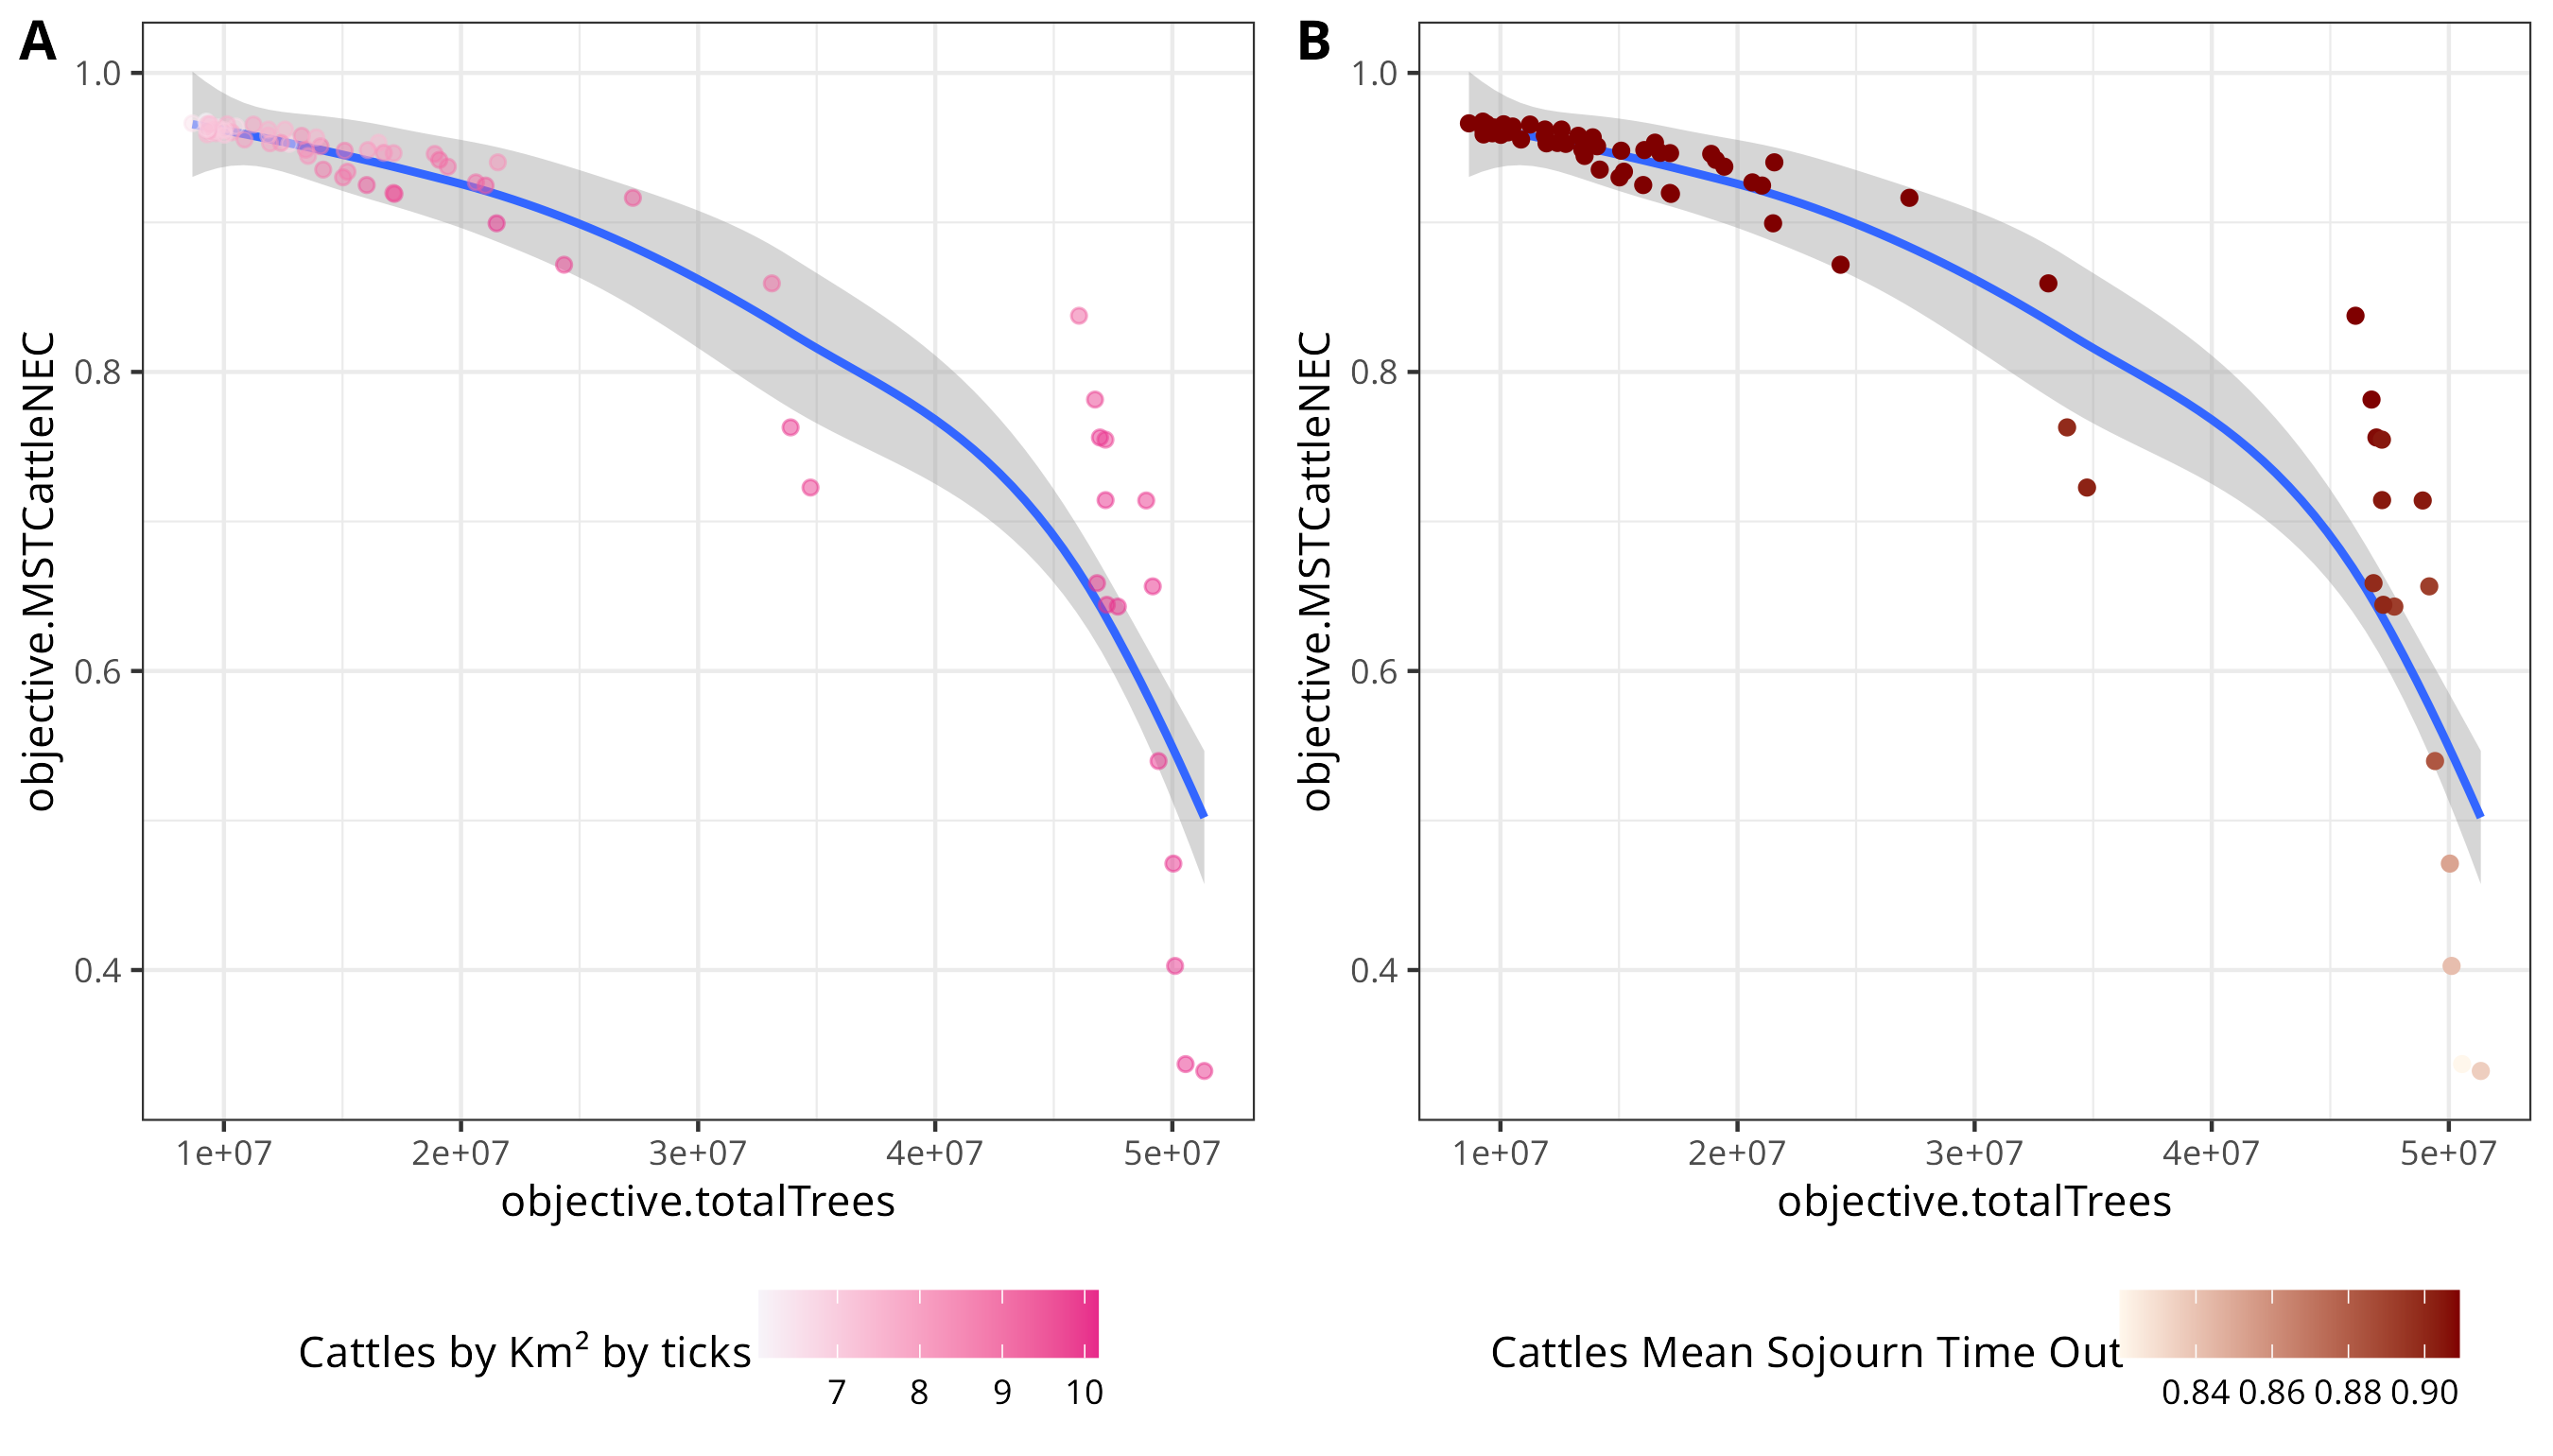 A
1.0
0.8
0.6
0.4
objective.MSTCattleNEC
1e+07 2e+07 3e+07 4e+07 5e+07
objective.totalTrees
Cattles by Km² by ticks
7 8 9 10
B
1.0
0.8
0.6
0.4
objective.MSTCattleNEC
1e+07 2e+07 3e+07 4e+07 5e+07
objective.totalTrees
Cattles Mean Sojourn Time Out
0.84 0.86 0.88 0.90